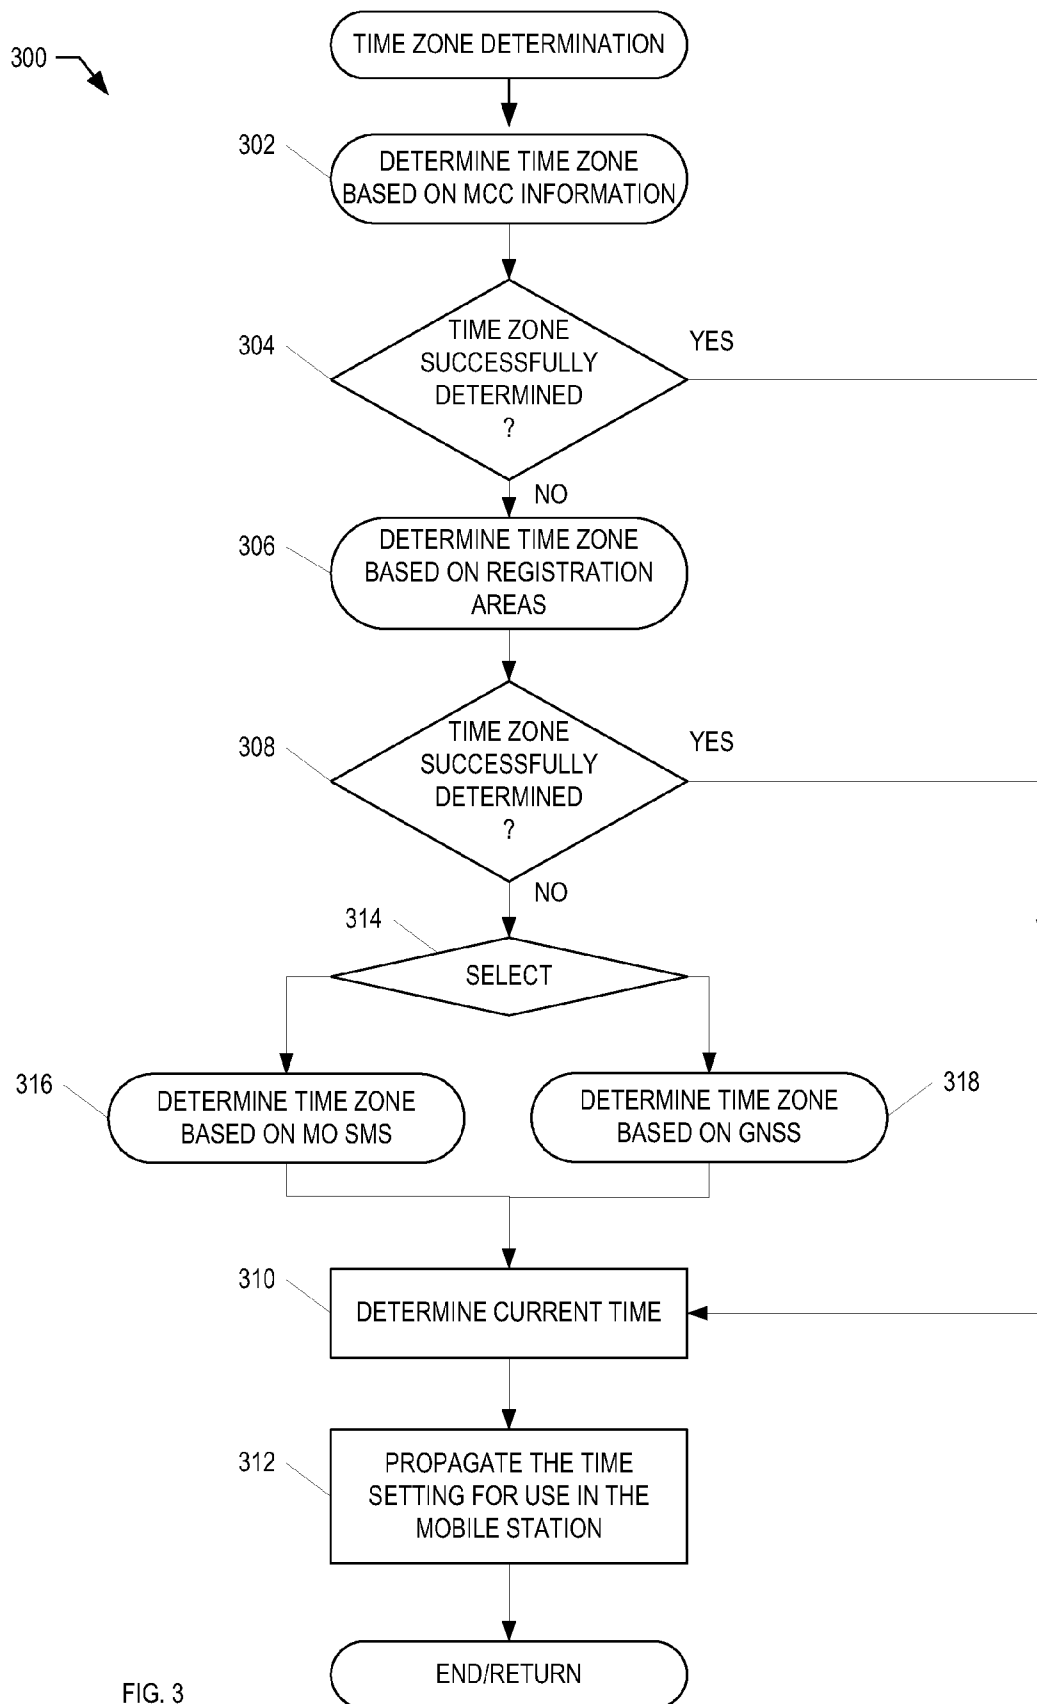 TIME ZONE DETERMINATION
300
302
DETERMINE TIME ZONE
BASED ON MCC INFORMATION
304
TIME ZONE
SUCCESSFULLY
DETERMINED
?
YES
NO
306
DETERMINE TIME ZONE
BASED ON REGISTRATION
AREAS
308
TIME ZONE
SUCCESSFULLY
DETERMINED
?
YES
NO
314
SELECT
316
DETERMINE TIME ZONE
BASED ON MO SMS
DETERMINE TIME ZONE
BASED ON GNSS
318
310
DETERMINE CURRENT TIME
312
PROPAGATE THE TIME
SETTING FOR USE IN THE
MOBILE STATION
END/RETURN
FIG. 3